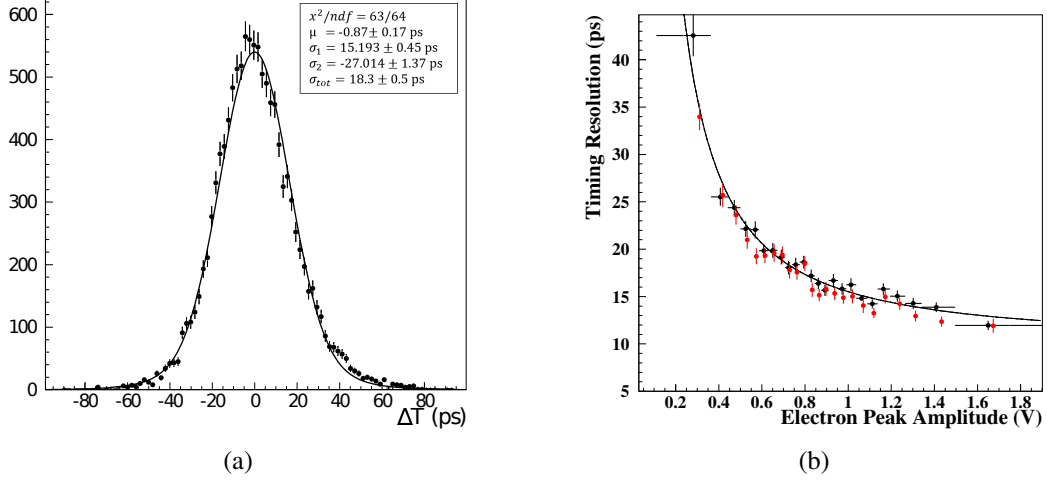 600
500
400
300
200
100
0
x²/ndf = 63/64
μ = -0.87± 0.17 ps
σ₁ = 15.193 ± 0.45 ps
σ₂ = -27.014 ± 1.37 ps
σ_tot = 18.3 ± 0.5 ps
-80 -60 -40 -20 0 20 40 60 80
ΔT (ps)
(a)
Timing Resolution (ps)
40
35
30
25
20
15
10
5
0.2 0.4 0.6 0.8 1 1.2 1.4 1.6 1.8
Electron Peak Amplitude (V)
(b)